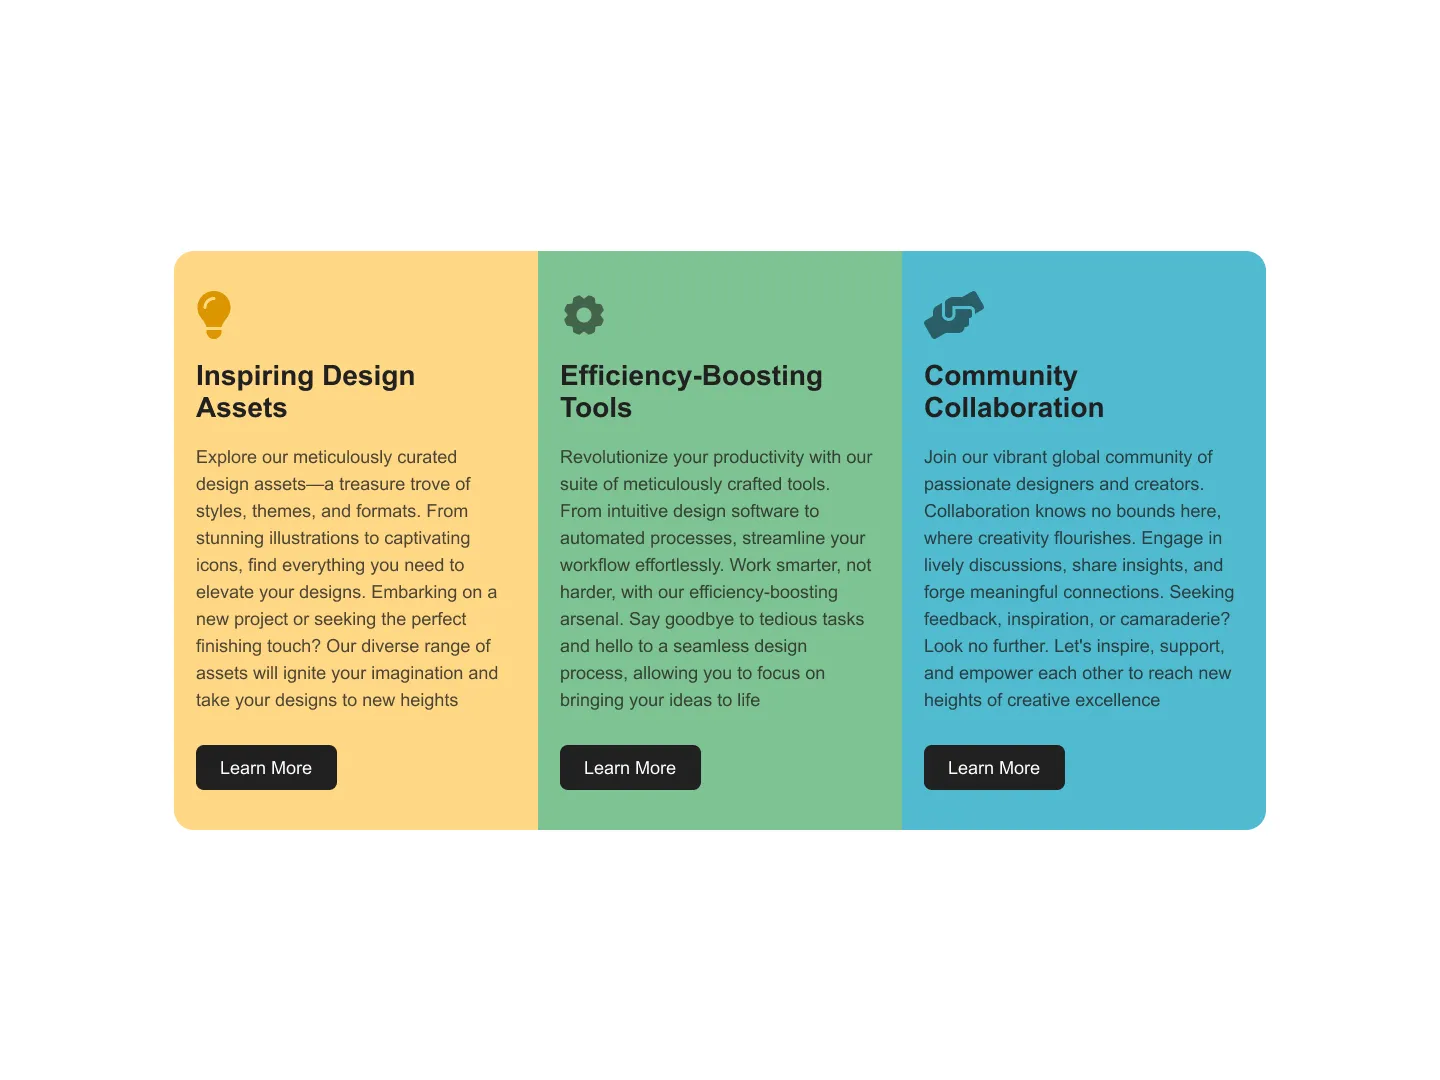 Inspiring Design
Assets
Explore our meticulously curated
design assets—a treasure trove of
styles, themes, and formats. From
stunning illustrations to captivating
icons, find everything you need to
elevate your designs. Embarking on a
new project or seeking the perfect
finishing touch? Our diverse range of
assets will ignite your imagination and
take your designs to new heights
Learn More
Efficiency-Boosting
Tools
Revolutionize your productivity with our
suite of meticulously crafted tools.
From intuitive design software to
automated processes, streamline your
workflow effortlessly. Work smarter, not
harder, with our efficiency-boosting
arsenal. Say goodbye to tedious tasks
and hello to a seamless design
process, allowing you to focus on
bringing your ideas to life
Learn More
Community
Collaboration
Join our vibrant global community of
passionate designers and creators.
Collaboration knows no bounds here,
where creativity flourishes. Engage in
lively discussions, share insights, and
forge meaningful connections. Seeking
feedback, inspiration, or camaraderie?
Look no further. Let's inspire, support,
and empower each other to reach new
heights of creative excellence
Learn More